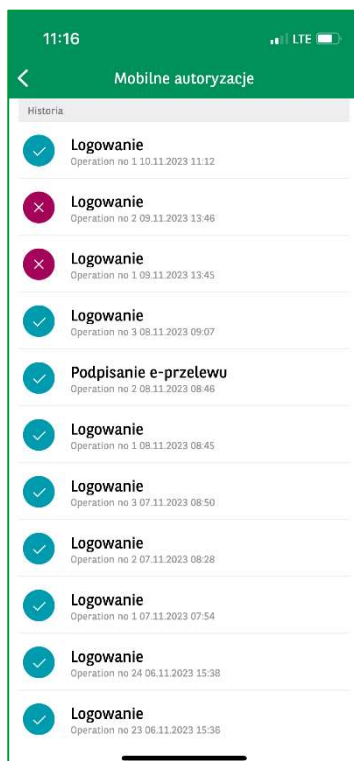 11:16
LTE
Mobilne autoryzacje
Historia
Logowanie
Operation no 1 10.11.2023 11:12
Logowanie
Operation no 2 09.11.2023 13:46
Logowanie
Operation no 1 09.11.2023 13:45
Logowanie
Operation no 3 08.11.2023 09:07
Podpisanie e-przelewu
Operation no 2 08.11.2023 08:46
Logowanie
Operation no 1 08.11.2023 08:45
Logowanie
Operation no 3 07.11.2023 08:50
Logowanie
Operation no 2 07.11.2023 08:28
Logowanie
Operation no 1 07.11.2023 07:54
Logowanie
Operation no 24 06.11.2023 15:38
Logowanie
Operation no 23 06.11.2023 15:36